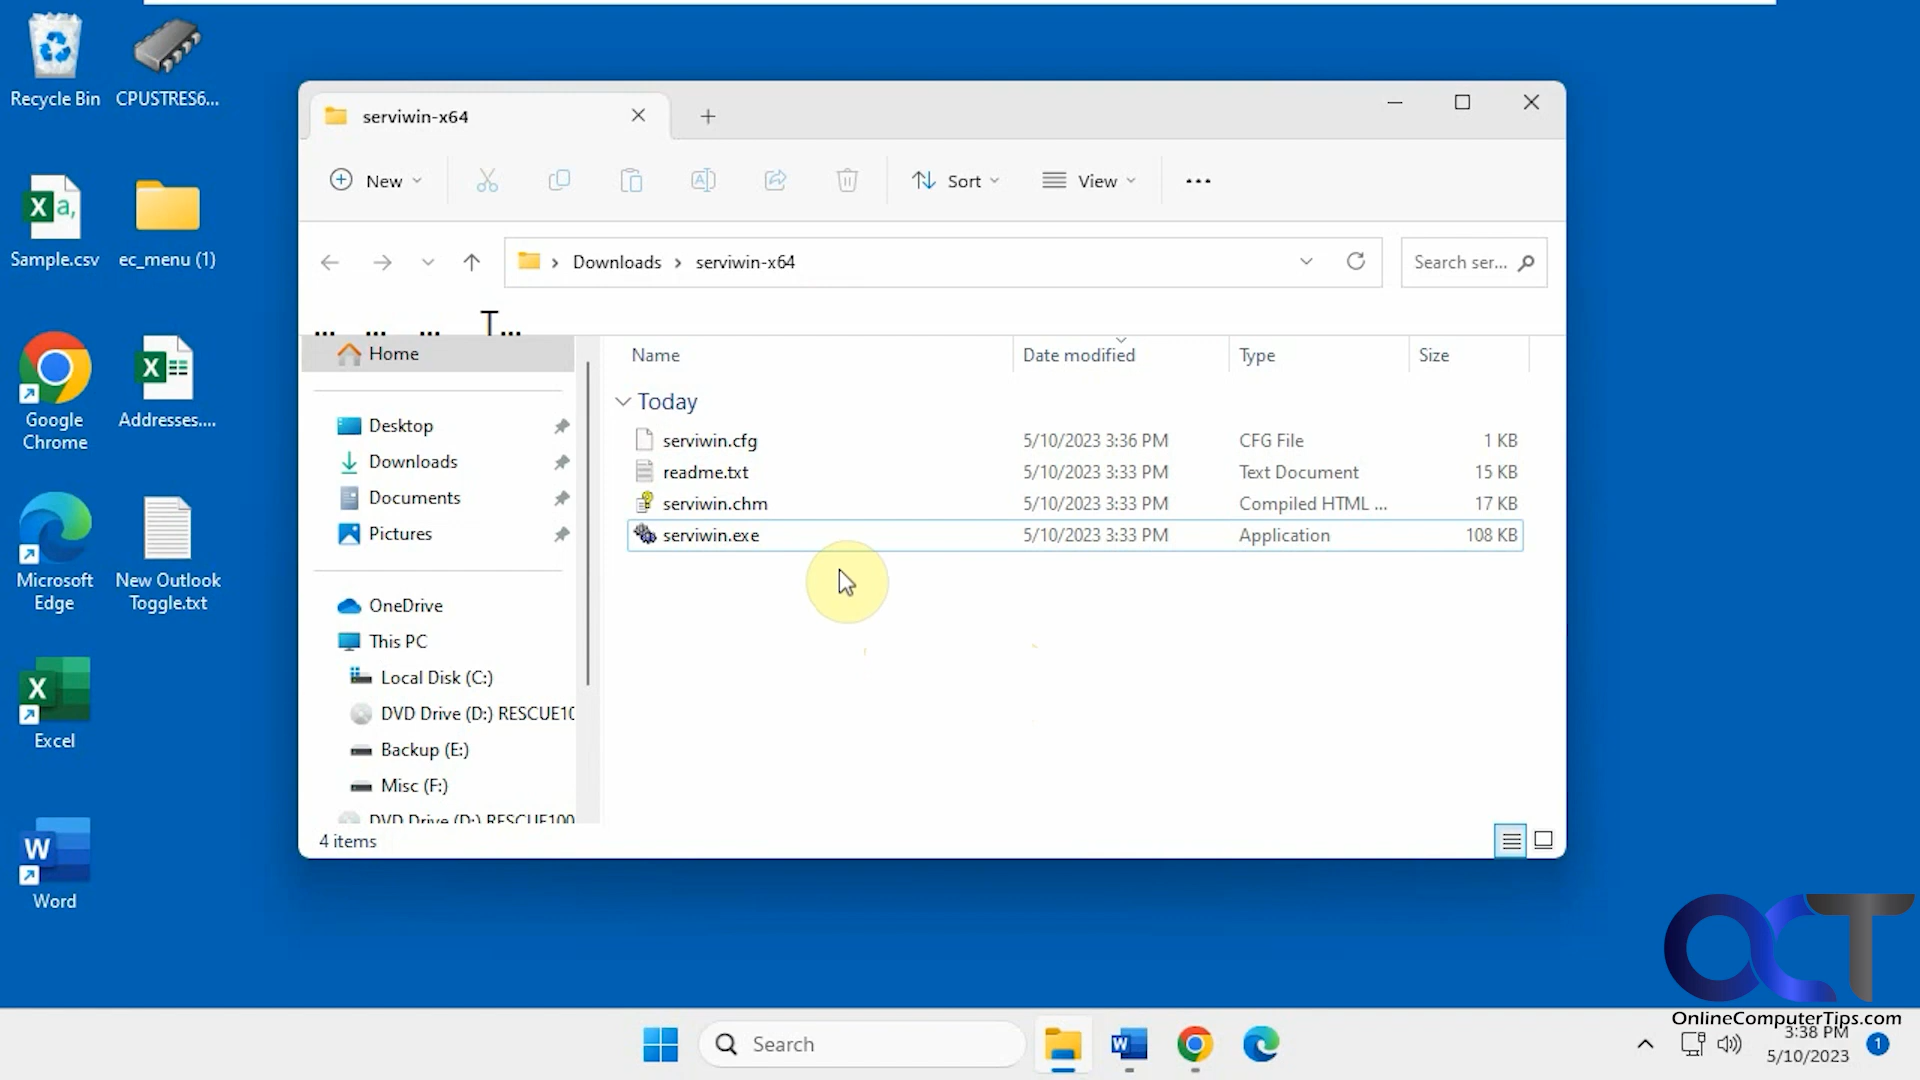 Recycle Bin
CPUSTRES6...
Sample.csv
ec_menu (1)
Google
Chrome
Addresses....
Microsoft
Edge
New Outlook
Toggle.txt
Excel
Word
serviwin-x64
New
Sort
View
Downloads
serviwin-x64
Search ser...
... ... ... T...
Home
Desktop
Downloads
Documents
Pictures
OneDrive
This PC
Local Disk (C:)
DVD Drive (D:) RESCUE10
Backup (E:)
Misc (F:)
DVD Drive (D:) RESCUE100
Name Date modified Type Size
Today
serviwin.cfg 5/10/2023 3:36 PM CFG File 1 KB
readme.txt 5/10/2023 3:33 PM Text Document 15 KB
serviwin.chm 5/10/2023 3:33 PM Compiled HTML ... 17 KB
serviwin.exe 5/10/2023 3:33 PM Application 108 KB
4 items
OCT
OnlineComputerTips.com
Search
3:38 PM
5/10/2023
1